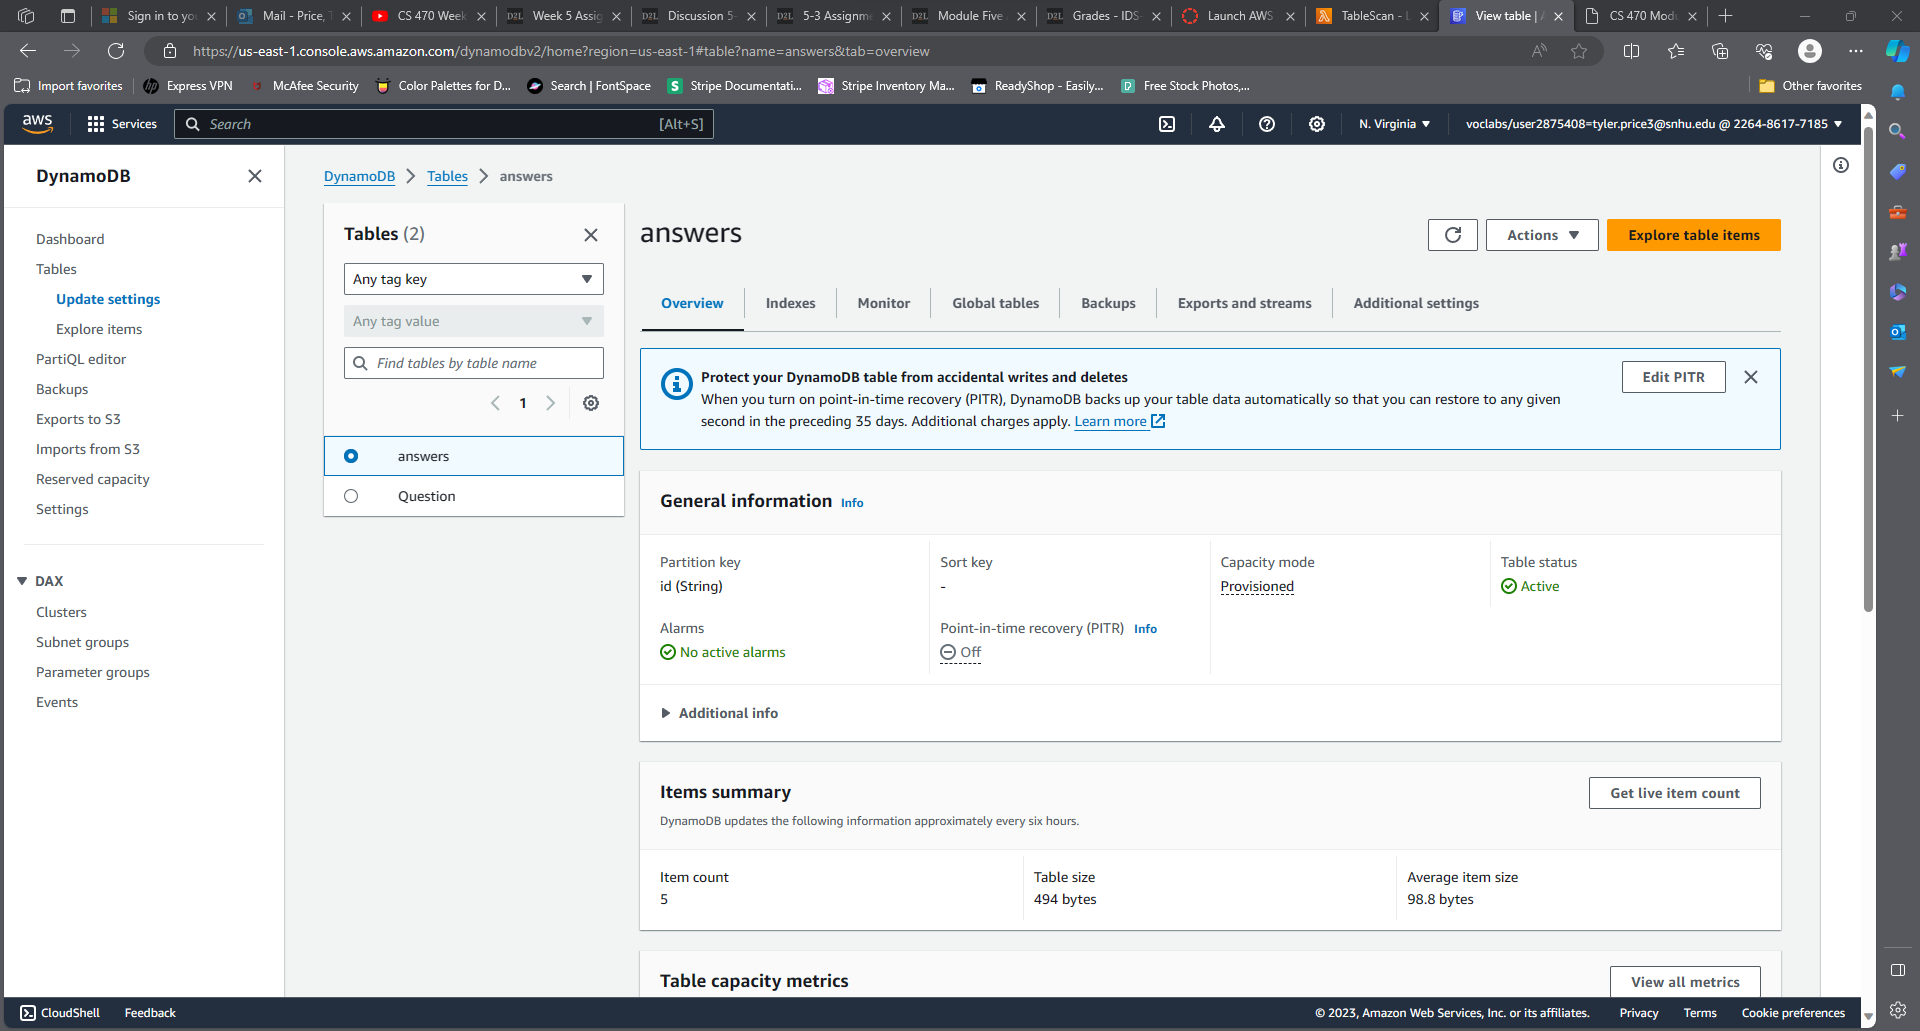 Sign in to yo
Mail - Price, T
CS 470 Week
Week 5 Assig
Discussion 5-
5-3 Assignme
Module Five
Grades - IDS-
Launch AWS
TableScan - L
View table | A
CS 470 Modu
https://us-east-1.console.aws.amazon.com/dynamodbv2/home?region=us-east-1#table?name=answers&tab=overview
Import favorites
Express VPN
McAfee Security
Color Palettes for D...
Search | FontSpace
Stripe Documentati...
Stripe Inventory Ma...
ReadyShop - Easily...
Free Stock Photos,...
Other favorites
aws
Services
Search
[Alt+S]
N. Virginia
voclabs/user2875408=tyler.price3@snhu.edu @ 2264-8617-7185
DynamoDB
Dashboard
Tables
Update settings
Explore items
PartiQL editor
Backups
Exports to S3
Imports from S3
Reserved capacity
Settings
DAX
Clusters
Subnet groups
Parameter groups
Events
DynamoDB > Tables > answers
Tables (2)
Any tag key
Any tag value
Find tables by table name
1
answers
Question
answers
Actions
Explore table items
Overview
Indexes
Monitor
Global tables
Backups
Exports and streams
Additional settings
Protect your DynamoDB table from accidental writes and deletes
When you turn on point-in-time recovery (PITR), DynamoDB backs up your table data automatically so that you can restore to any given
second in the preceding 35 days. Additional charges apply. Learn more
Edit PITR
General information Info
Partition key
id (String)
Sort key
-
Capacity mode
Provisioned
Table status
Active
Alarms
No active alarms
Point-in-time recovery (PITR) Info
Off
Additional info
Items summary
Get live item count
DynamoDB updates the following information approximately every six hours.
Item count
5
Table size
494 bytes
Average item size
98.8 bytes
Table capacity metrics
View all metrics
CloudShell
Feedback
© 2023, Amazon Web Services, Inc. or its affiliates.
Privacy
Terms
Cookie preferences